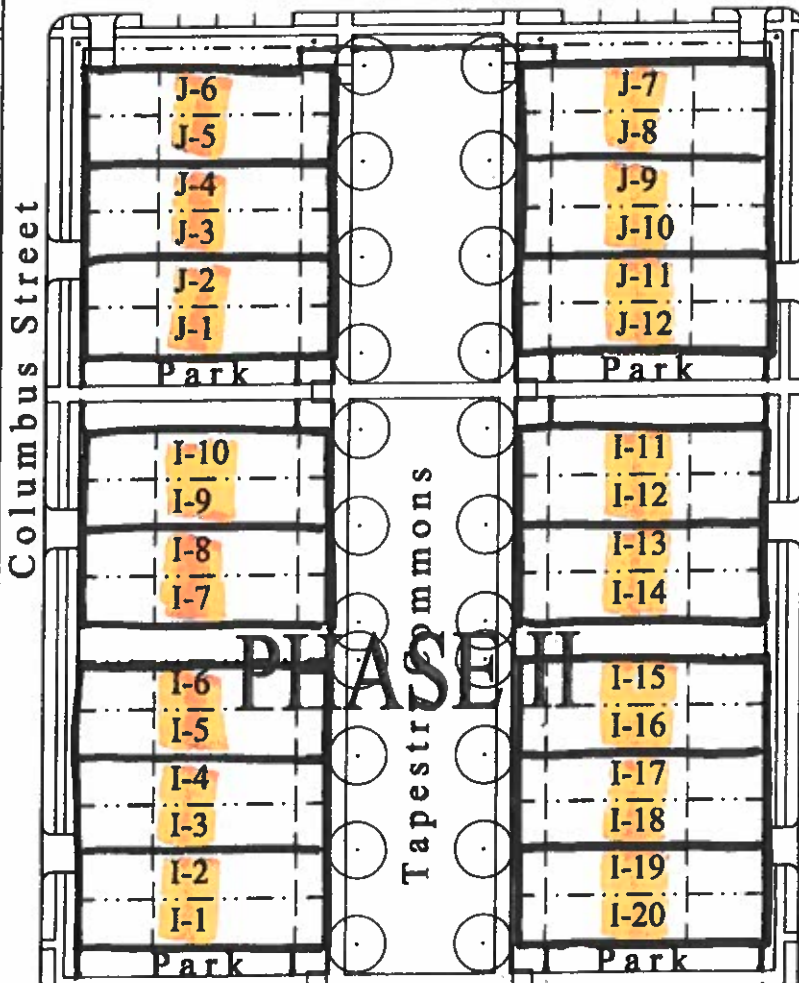 J-6
J-5
J-4
J-3
J-2
J-1
Park
I-10
I-9
I-8
I-7
I-6
I-5
I-4
I-3
I-2
I-1
Park
Columbus Street
PHASE II
Tapestry Commons
J-7
J-8
J-9
J-10
J-11
J-12
Park
I-11
I-12
I-13
I-14
I-15
I-16
I-17
I-18
I-19
I-20
Park